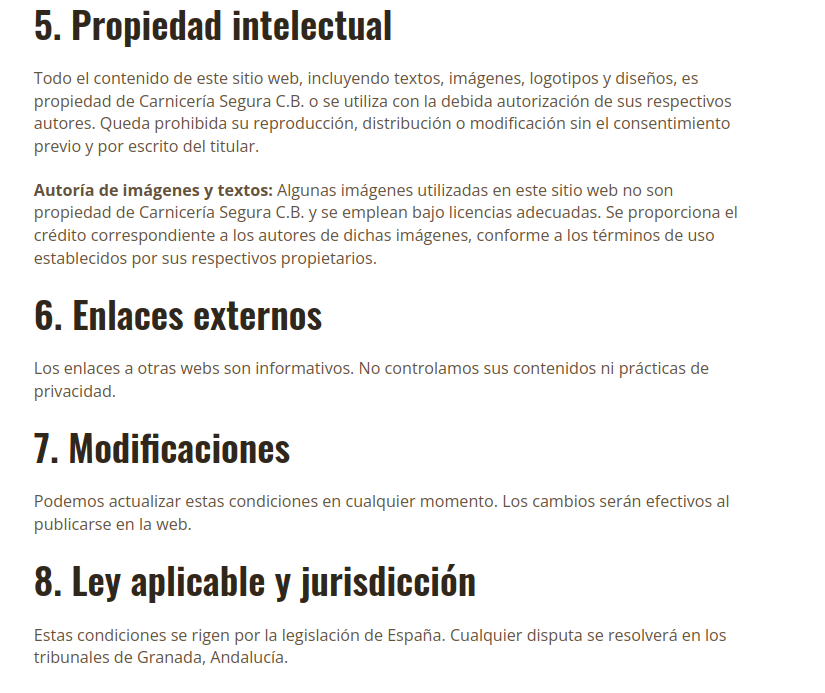 5. Propiedad intelectual
Todo el contenido de este sitio web, incluyendo textos, imágenes, logotipos y diseños, es
propiedad de Carnicería Segura C.B. o se utiliza con la debida autorización de sus respectivos
autores. Queda prohibida su reproducción, distribución o modificación sin el consentimiento
previo y por escrito del titular.
Autoría de imágenes y textos: Algunas imágenes utilizadas en este sitio web no son
propiedad de Carnicería Segura C.B. y se emplean bajo licencias adecuadas. Se proporciona el
crédito correspondiente a los autores de dichas imágenes, conforme a los términos de uso
establecidos por sus respectivos propietarios.
6. Enlaces externos
Los enlaces a otras webs son informativos. No controlamos sus contenidos ni prácticas de
privacidad.
7. Modificaciones
Podemos actualizar estas condiciones en cualquier momento. Los cambios serán efectivos al
publicarse en la web.
8. Ley aplicable y jurisdicción
Estas condiciones se rigen por la legislación de España. Cualquier disputa se resolverá en los
tribunales de Granada, Andalucía.